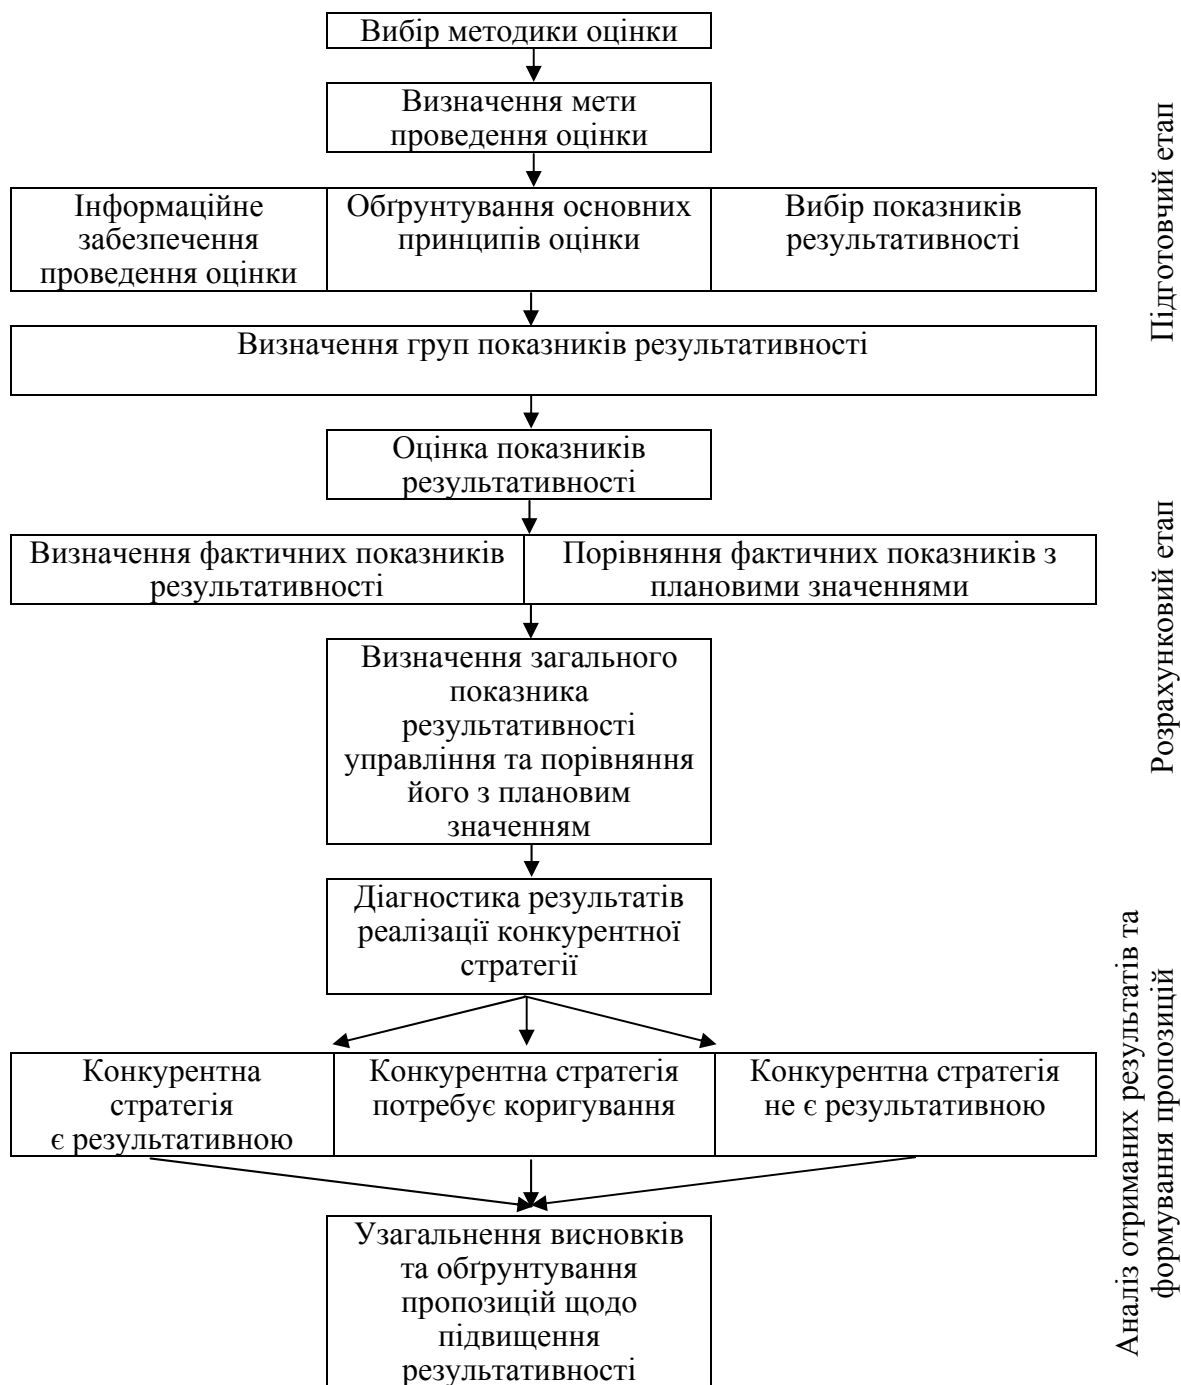 Вибір методики оцінки
Визначення мети
проведення оцінки
Інформаційне
забезпечення
проведення оцінки
Обґрунтування основних
принципів оцінки
Вибір показників
результативності
Визначення груп показників результативності
Підготовчий етап
Оцінка показників
результативності
Визначення фактичних показників
результативності
Порівняння фактичних показників з
плановими значеннями
Визначення загального
показника
результативності
управління та порівняння
його з плановим
значенням
Розрахунковий етап
Діагностика результатів
реалізації конкурентної
стратегії
Конкурентна
стратегія
є результативною
Конкурентна стратегія
потребує коригування
Конкурентна стратегія
не є результативною
Узагальнення висновків
та обґрунтування
пропозицій щодо
підвищення
результативності
Аналіз отриманих результатів та
формування пропозицій